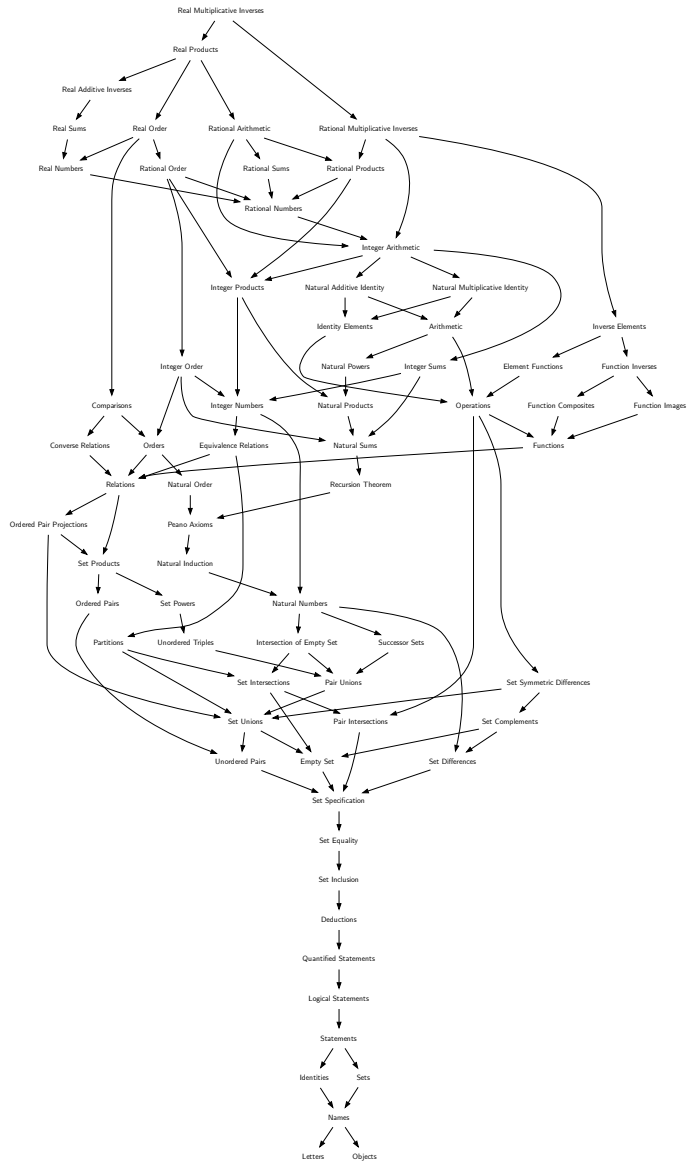 Real Multiplicative Inverses
Real Products
Real Additive Inverses
Real Sums
Real Order
Rational Arithmetic
Rational Multiplicative Inverses
Real Numbers
Rational Order
Rational Sums
Rational Products
Rational Numbers
Integer Arithmetic
Integer Products
Natural Additive Identity
Natural Multiplicative Identity
Identity Elements
Arithmetic
Inverse Elements
Integer Order
Natural Powers
Integer Sums
Element Functions
Function Inverses
Comparisons
Integer Numbers
Natural Products
Operations
Function Composites
Function Images
Converse Relations
Orders
Equivalence Relations
Natural Sums
Functions
Relations
Natural Order
Recursion Theorem
Ordered Pair Projections
Peano Axioms
Set Products
Natural Induction
Ordered Pairs
Set Powers
Natural Numbers
Partitions
Unordered Triples
Intersection of Empty Set
Successor Sets
Set Intersections
Pair Unions
Set Symmetric Differences
Set Unions
Pair Intersections
Set Complements
Unordered Pairs
Empty Set
Set Differences
Set Specification
Set Equality
Set Inclusion
Deductions
Quantified Statements
Logical Statements
Statements
Identities
Sets
Names
Letters
Objects